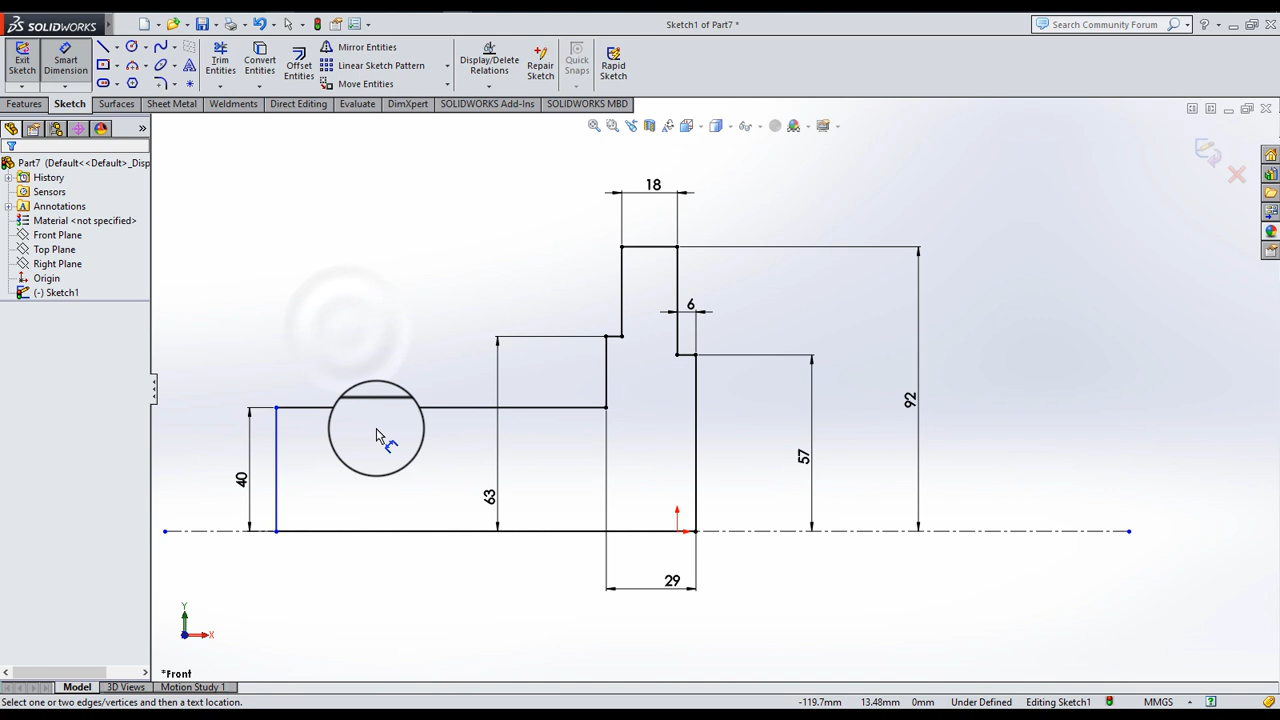 SOLIDWORKS
Sketch1 of Part7 *
Search Community Forum
Exit Sketch
Smart Dimension
Trim Entities
Convert Entities
Offset Entities
Mirror Entities
Linear Sketch Pattern
Move Entities
Display/Delete Relations
Repair Sketch
Quick Snaps
Rapid Sketch
Features
Sketch
Surfaces
Sheet Metal
Weldments
Direct Editing
Evaluate
DimXpert
SOLIDWORKS Add-Ins
SOLIDWORKS MBD
Part7 (Default<<Default>_Disp
History
Sensors
Annotations
Material <not specified>
Front Plane
Top Plane
Right Plane
Origin
(-) Sketch1
18
6
92
57
63
40
29
Y
X
*Front
Model
3D Views
Motion Study 1
Select one or two edges/vertices and then a text location.
-119.7mm
13.48mm
0mm
Under Defined
Editing Sketch1
MMGS